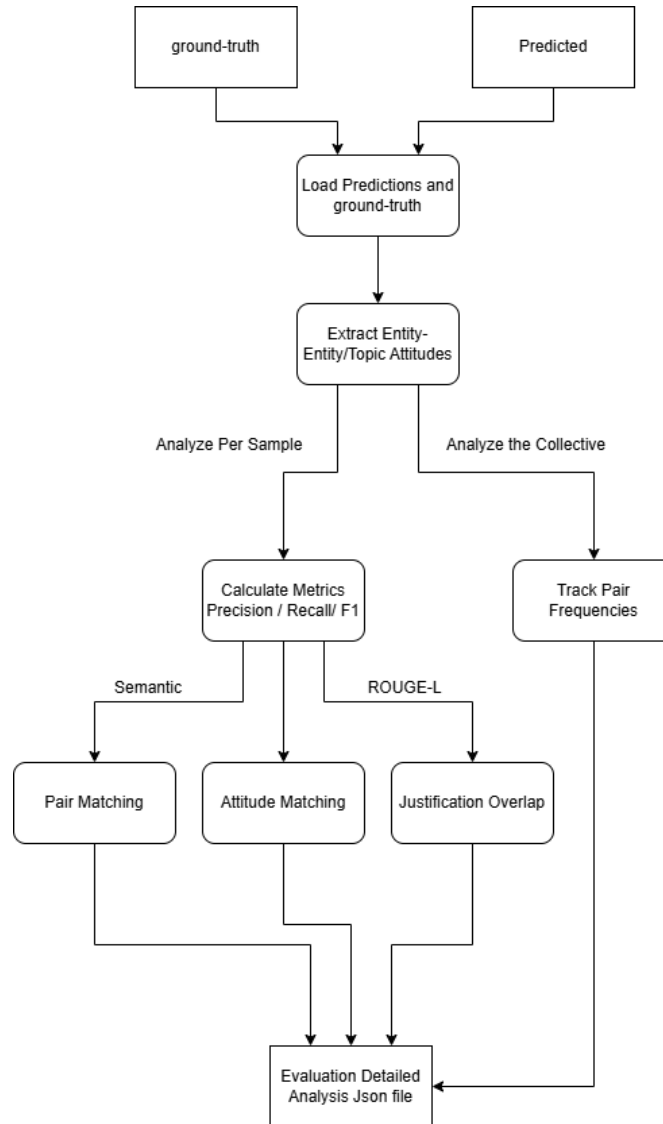 ground-truth
Predicted
Load Predictions and
ground-truth
Extract Entity-
Entity/Topic Attitudes
Analyze Per Sample
Analyze the Collective
Calculate Metrics
Precision / Recall/ F1
Track Pair
Frequencies
Semantic
ROUGE-L
Pair Matching
Attitude Matching
Justification Overlap
Evaluation Detailed
Analysis Json file